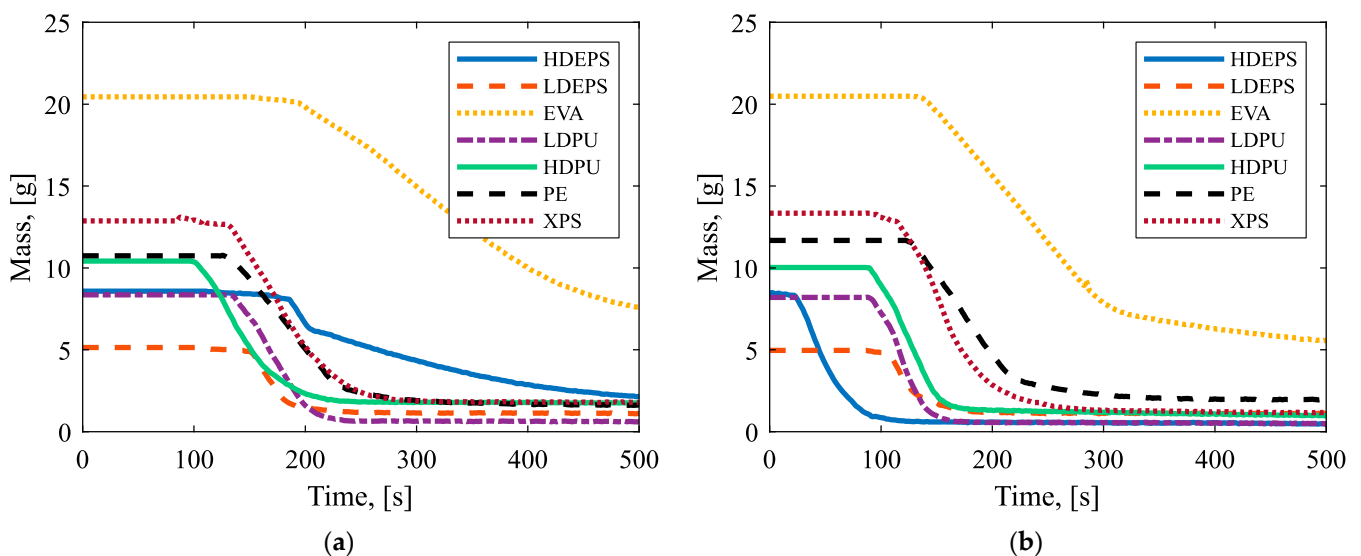 25
20
15
10
5
0
Mass, [g]
0 100 200 300 400 500
Time, [s]
HDEPS
LDEPS
EVA
LDPU
HDPU
PE
XPS
(a)
25
20
15
10
5
0
Mass, [g]
0 100 200 300 400 500
Time, [s]
HDEPS
LDEPS
EVA
LDPU
HDPU
PE
XPS
(b)